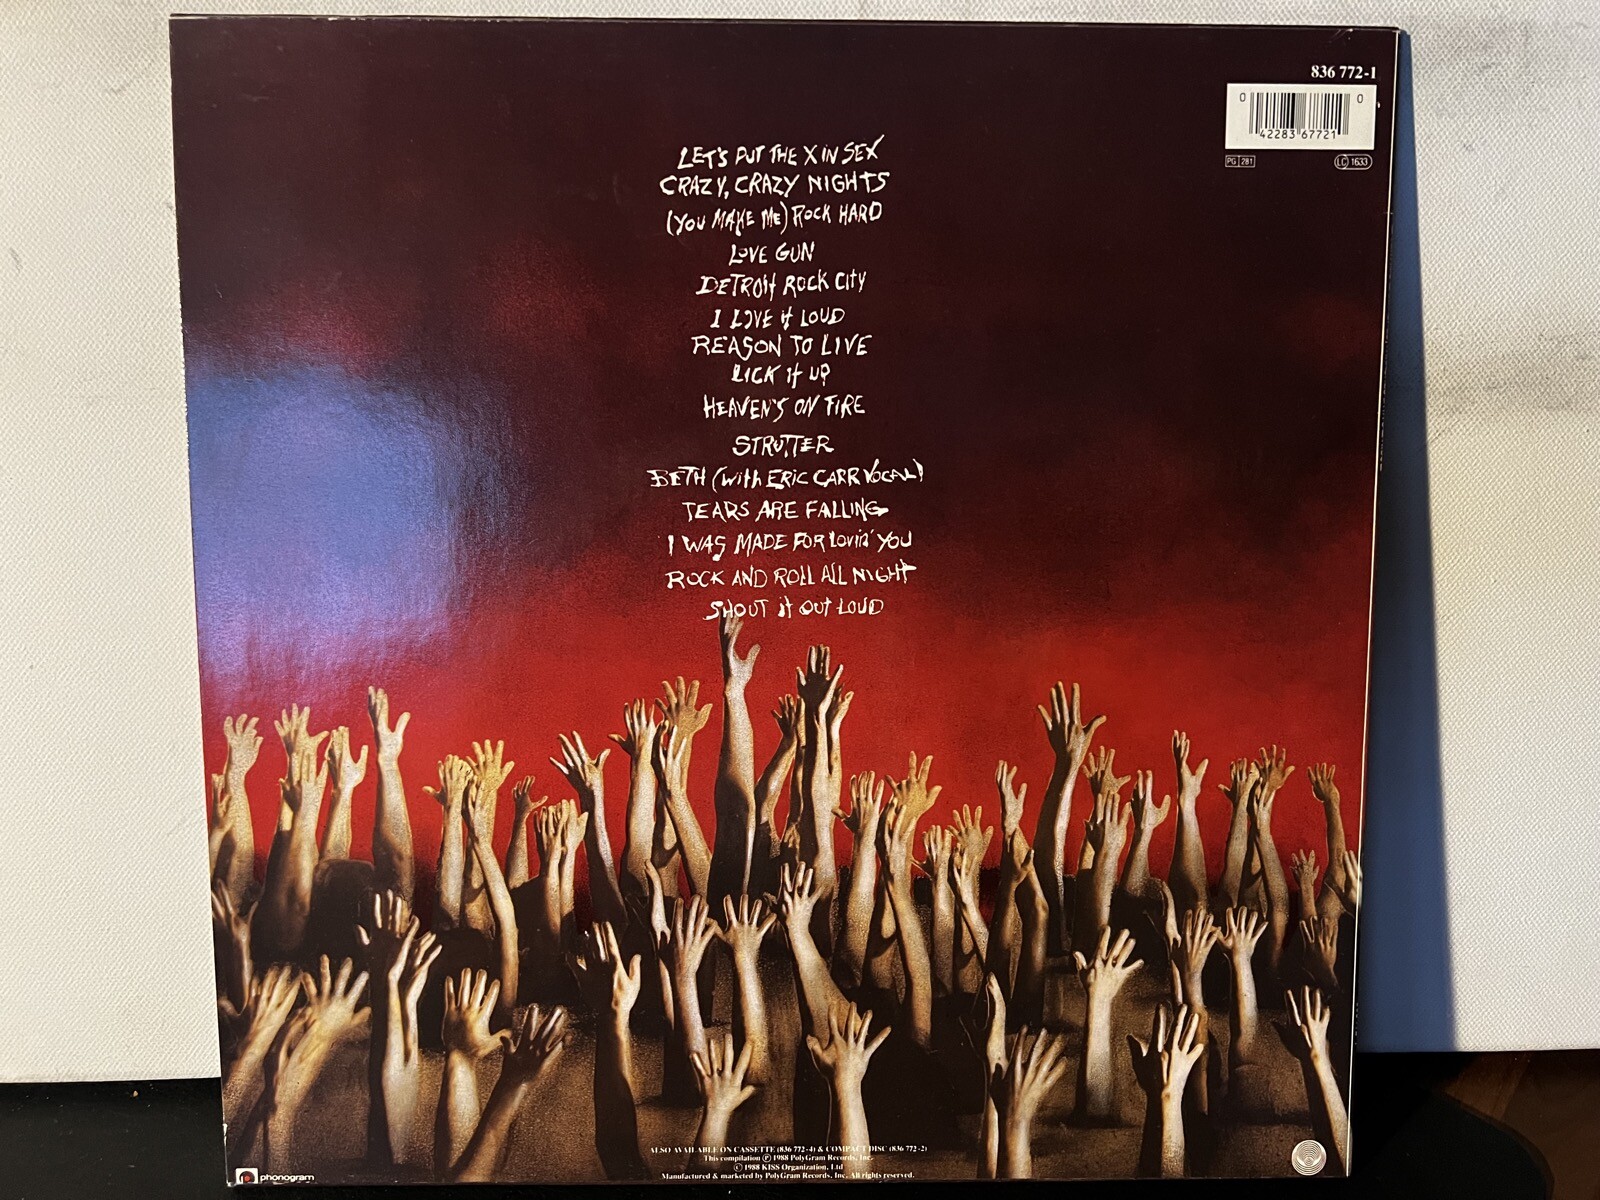 836 772-1
0 0
42283 67721
PG 281
LC 1633
LET'S PUT THE X IN SEX
CRAZY, CRAZY NIGHTS
(YOU MAKE ME) ROCK HARD
LOVE GUN
DETROIT ROCK CITY
I LOVE it LOUD
REASON TO LIVE
LICK it UP
HEAVEN'S ON FIRE
STRUTTER
BETH (with ERIC CARR VOCAL)
TEARS ARE FALLING
I WAS MADE FOR Lovin' YOU
ROCK AND ROLL ALL NIGHT
SHOUT it OUT LOUD
ALSO AVAILABLE ON CASSETTE (836 772-4) & COMPACT DISC (836 772-2)
This compilation ℗ 1988 PolyGram Records, Inc.
© 1988 KISS Organization, Ltd
Manufactured & marketed by PolyGram Records, Inc. All rights reserved.
phonogram